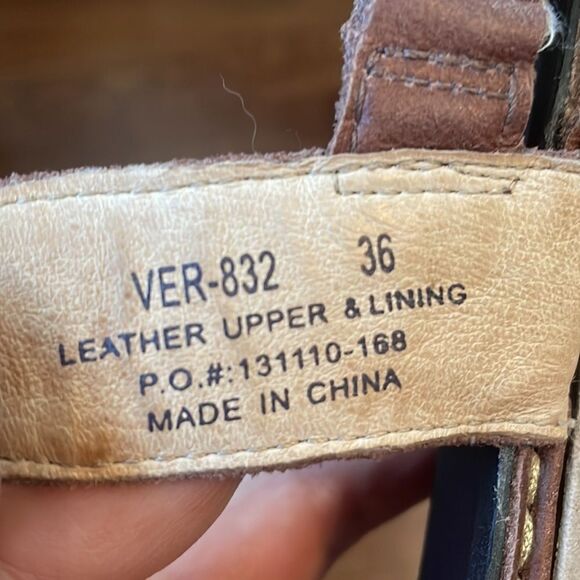 VER-832 36
LEATHER UPPER & LINING
P.O.#:131110-168
MADE IN CHINA